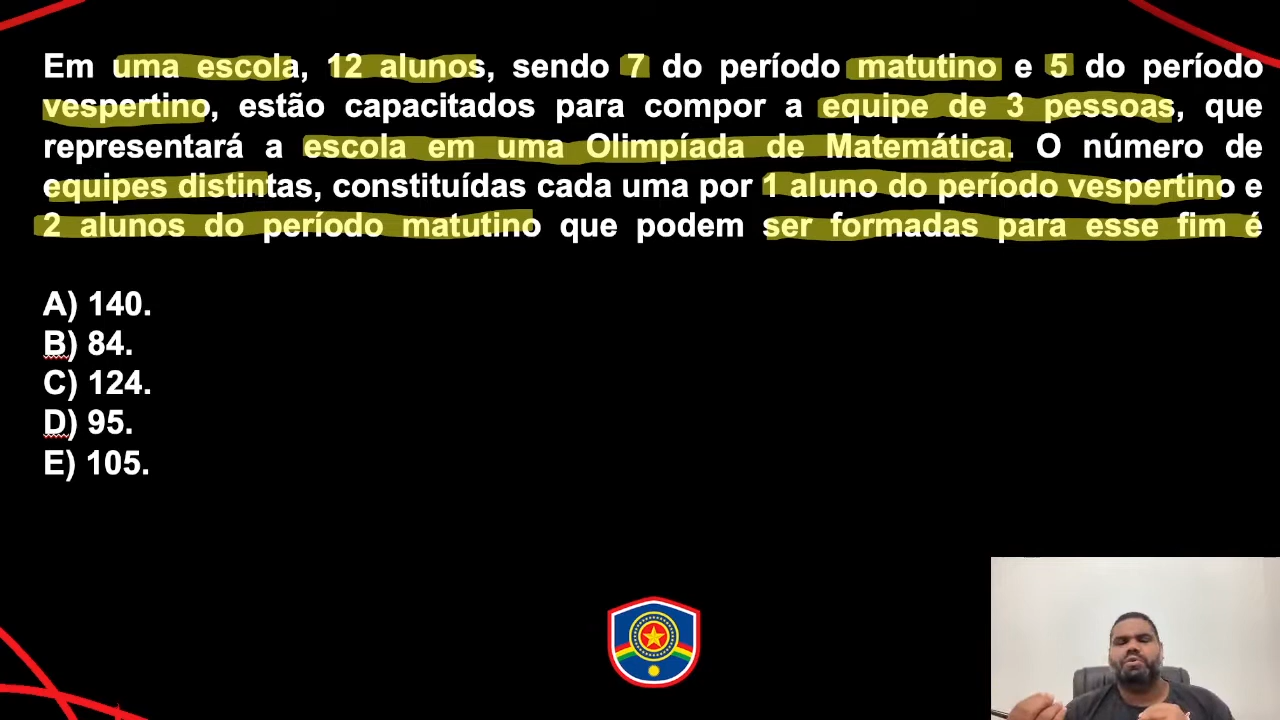 Em uma escola, 12 alunos, sendo 7 do período matutino e 5 do período
vespertino, estão capacitados para compor a equipe de 3 pessoas, que
representará a escola em uma Olimpíada de Matemática. O número de
equipes distintas, constituídas cada uma por 1 aluno do período vespertino e
2 alunos do período matutino que podem ser formadas para esse fim é
A) 140.
B) 84.
C) 124.
D) 95.
E) 105.